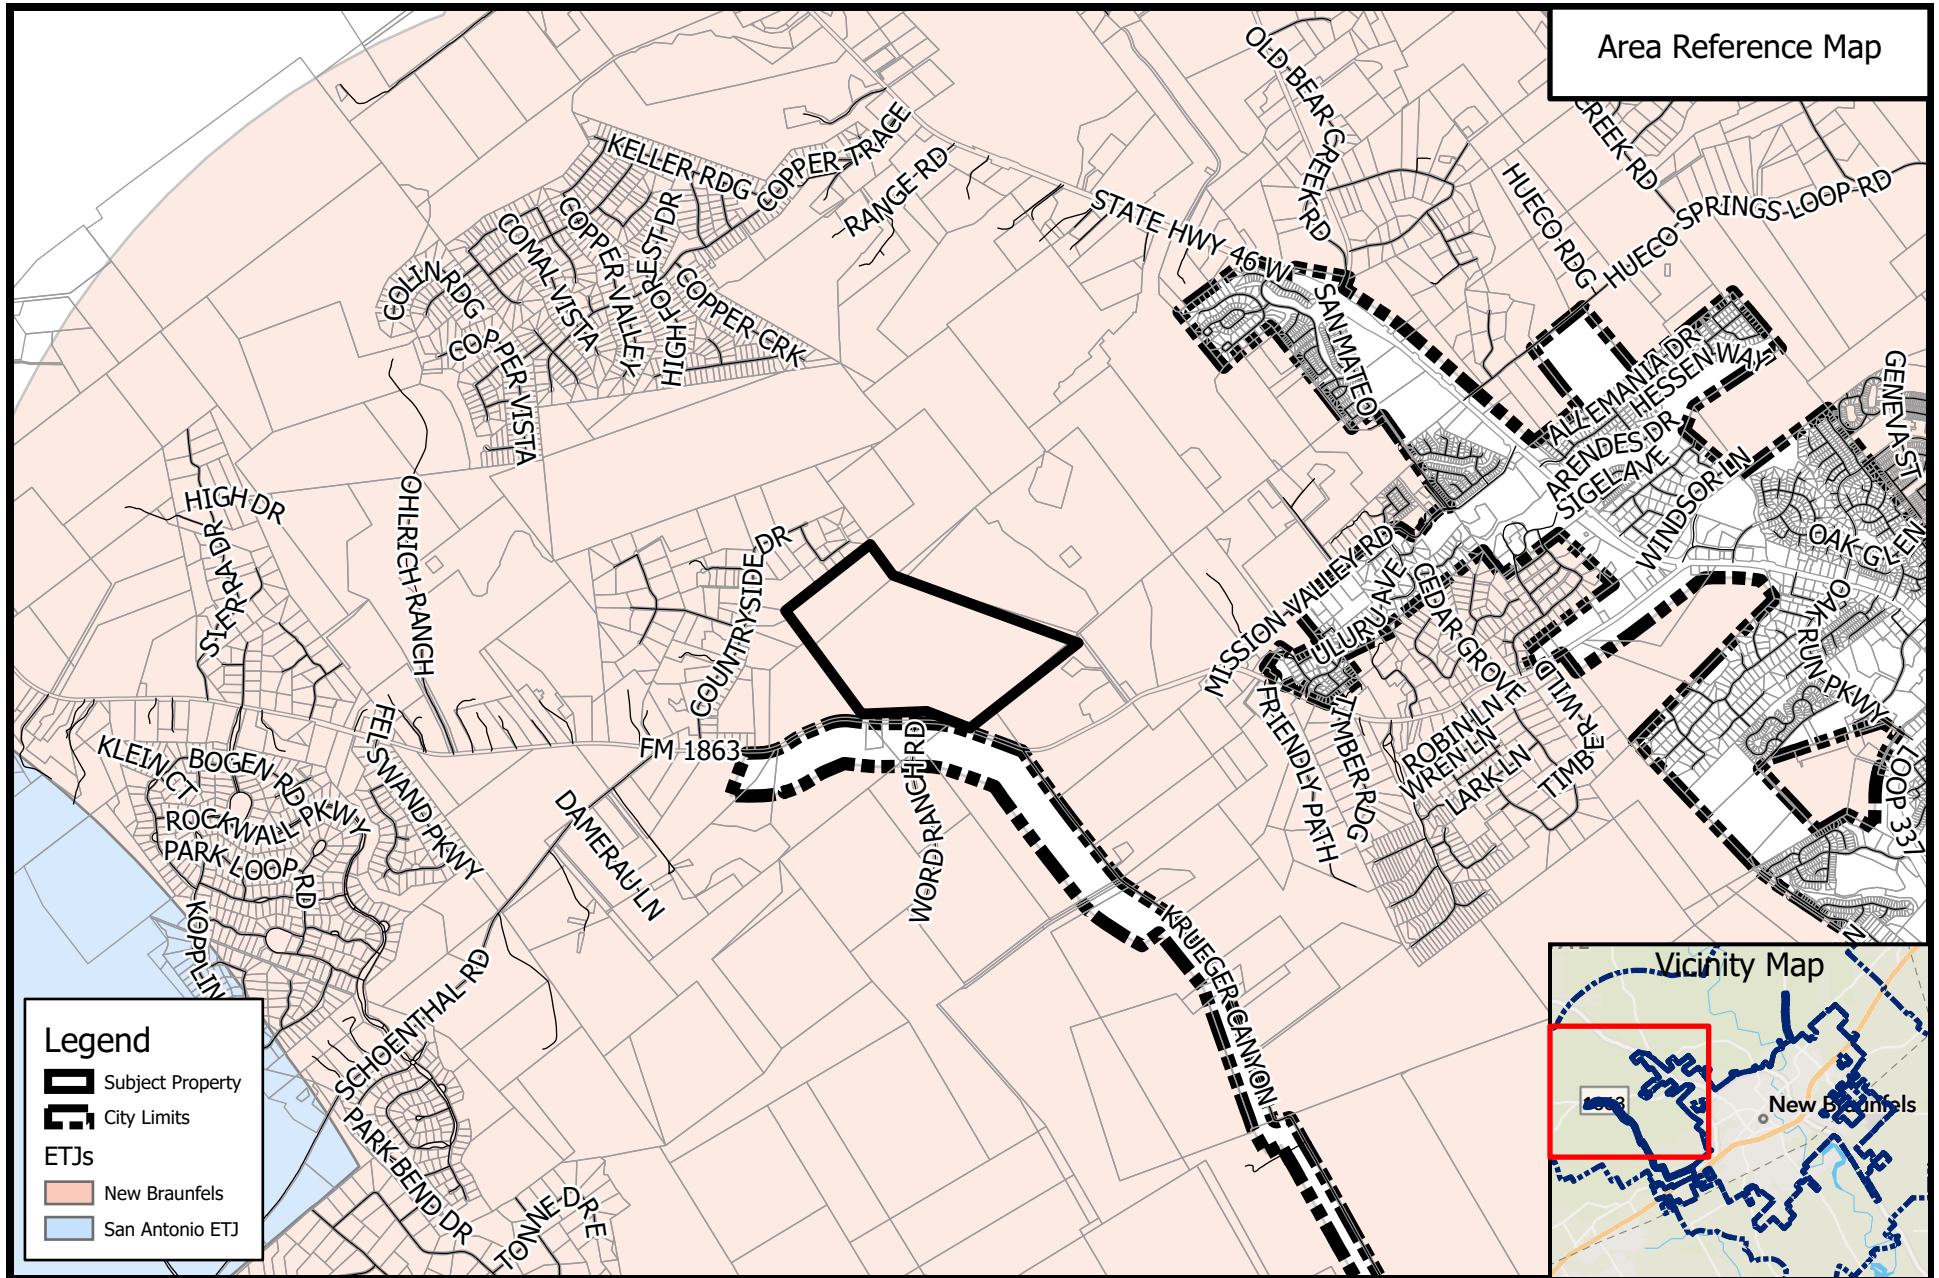 Area Reference Map
OLD BEAR CREEK RD
CREEK RD
KELLER RDG
COPPER TRACE
RANGE RD
STATE HWY 46 W
HUECO RDG
HUECO SPRINGS LOOP RD
COPPER VALLEY
HIGH FOREST DR
COMAL VISTA
COLIN RDG
COPPER CRK
COPPER VISTA
SAN MATEO
ALLEMANIA DR
HESSEN WAY
ARENDES DR
SIGEL AVE
WINDSOR LN
GENEVA ST
OAK GLEN
OAK RUN PKWY
HIGH DR
SIERRA DR
OHLRICH RANCH
COUNTRYSIDE DR
MISSION VALLEY RD
ULURU AVE
CEDAR GROVE
TIMBER WILD
FRIENDLY PATH
TIMBER RDG
ROBIN LN
WREN LN
LARK LN
LOOP 337
FM 1863
FELSWAND PKWY
KLEIN CT
BOGEN RD
ROCKWALL PKWY
PARK LOOP RD
KOPPLIN
DAMERAU LN
WORD RANCH RD
KRUEGER CANYON
SCHOENTHAL RD
PARK BEND DR
TONNE DR E
Legend
Subject Property
City Limits
ETJs
New Braunfels
San Antonio ETJ
Vicinity Map
1863
New Braunfels